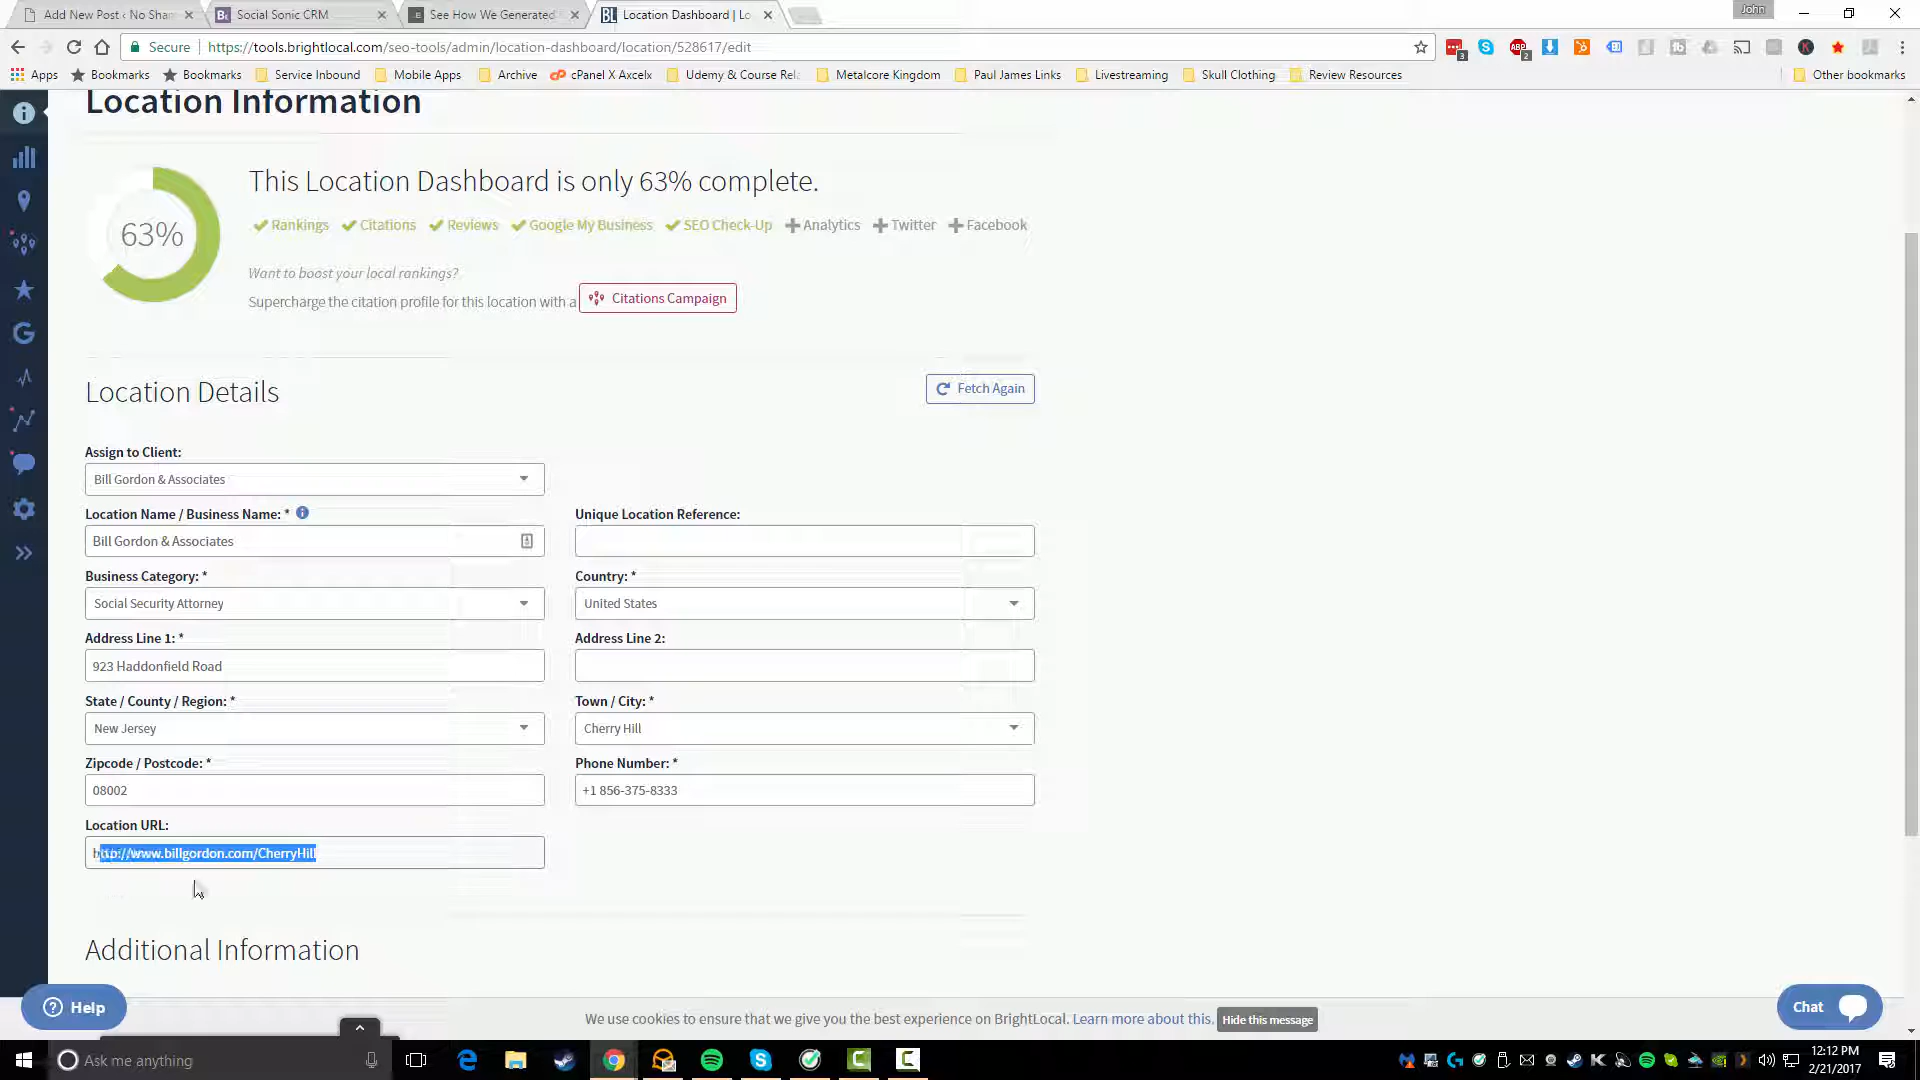 Add New Post ‹ No Sham
Social Sonic CRM
See How We Generated
Location Dashboard | Lo
John
Secure
https://tools.brightlocal.com/seo-tools/admin/location-dashboard/location/528617/edit
Apps
Bookmarks
Bookmarks
Service Inbound
Mobile Apps
Archive
cPanel X Axcelx
Udemy & Course Rel
Metalcore Kingdom
Paul James Links
Livestreaming
Skull Clothing
Review Resources
Other bookmarks
Location Information
63%
This Location Dashboard is only 63% complete.
Rankings Citations Reviews Google My Business SEO Check-Up Analytics Twitter Facebook
Want to boost your local rankings?
Supercharge the citation profile for this location with a Citations Campaign
Location Details
Fetch Again
Assign to Client:
Bill Gordon & Associates
Location Name / Business Name: *
Unique Location Reference:
Bill Gordon & Associates
Business Category: *
Country: *
Social Security Attorney
United States
Address Line 1: *
Address Line 2:
923 Haddonfield Road
State / County / Region: *
Town / City: *
New Jersey
Cherry Hill
Zipcode / Postcode: *
Phone Number: *
08002
+1 856-375-8333
Location URL:
http://www.billgordon.com/CherryHill
Additional Information
Help
We use cookies to ensure that we give you the best experience on BrightLocal. Learn more about this.
Hide this message
Chat
Ask me anything
12:12 PM
2/21/2017